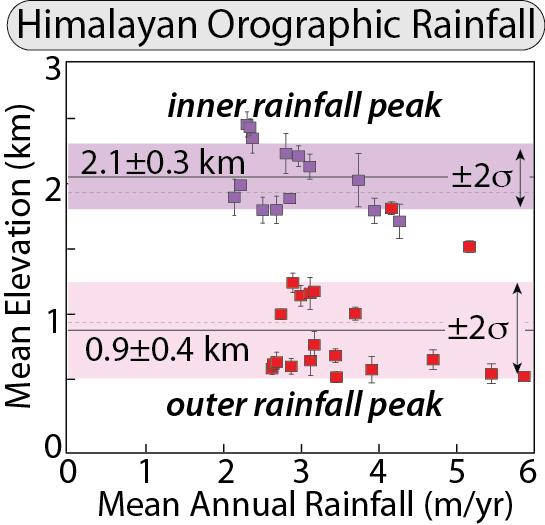 Himalayan Orographic Rainfall
3
inner rainfall peak
2.1±0.3 km
±2σ
2
Mean Elevation (km)
1
±2σ
0.9±0.4 km
outer rainfall peak
0
0 1 2 3 4 5 6
Mean Annual Rainfall (m/yr)